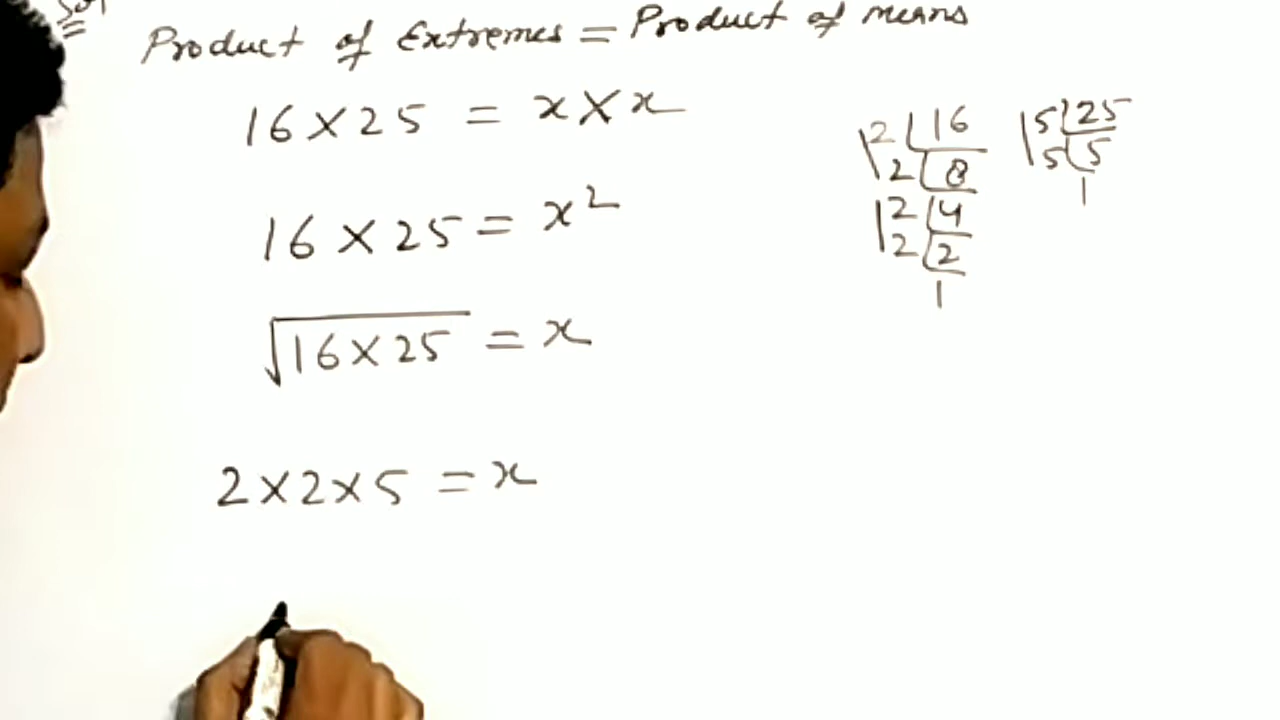 Soln
Product of Extremes = Product of means
16 × 25 = x × x
16 × 25 = x²
√16 × 25 = x
2 × 2 × 5 = x
2 16
2 8
2 4
2 2
1
5 25
5 5
1